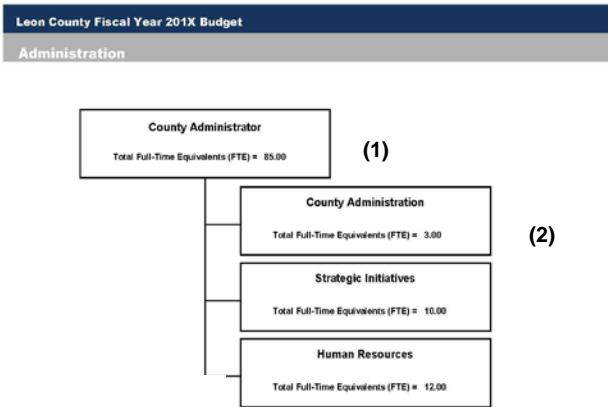 Leon County Fiscal Year 201X Budget
Administration
County Administrator
Total Full-Time Equivalents (FTE) = 85.00
(1)
County Administration
Total Full-Time Equivalents (FTE) = 3.00
(2)
Strategic Initiatives
Total Full-Time Equivalents (FTE) = 10.00
Human Resources
Total Full-Time Equivalents (FTE) = 12.00